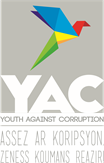 YAC
YOUTH AGAINST CORRUPTION
ASSEZ AR KORIPSYON
ZENESS KOUMANS REAZIR!